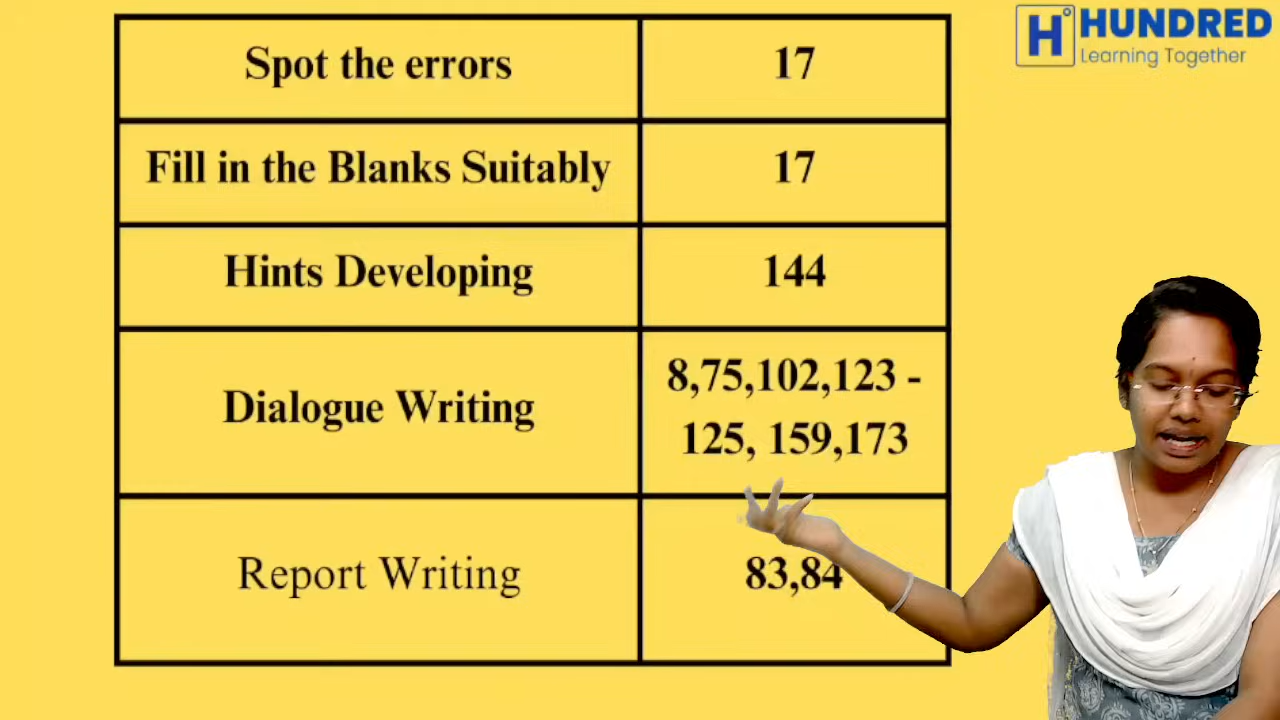 H° HUNDRED
Learning Together
Spot the errors 17
Fill in the Blanks Suitably 17
Hints Developing 144
Dialogue Writing 8,75,102,123 -
125, 159,173
Report Writing 83,84